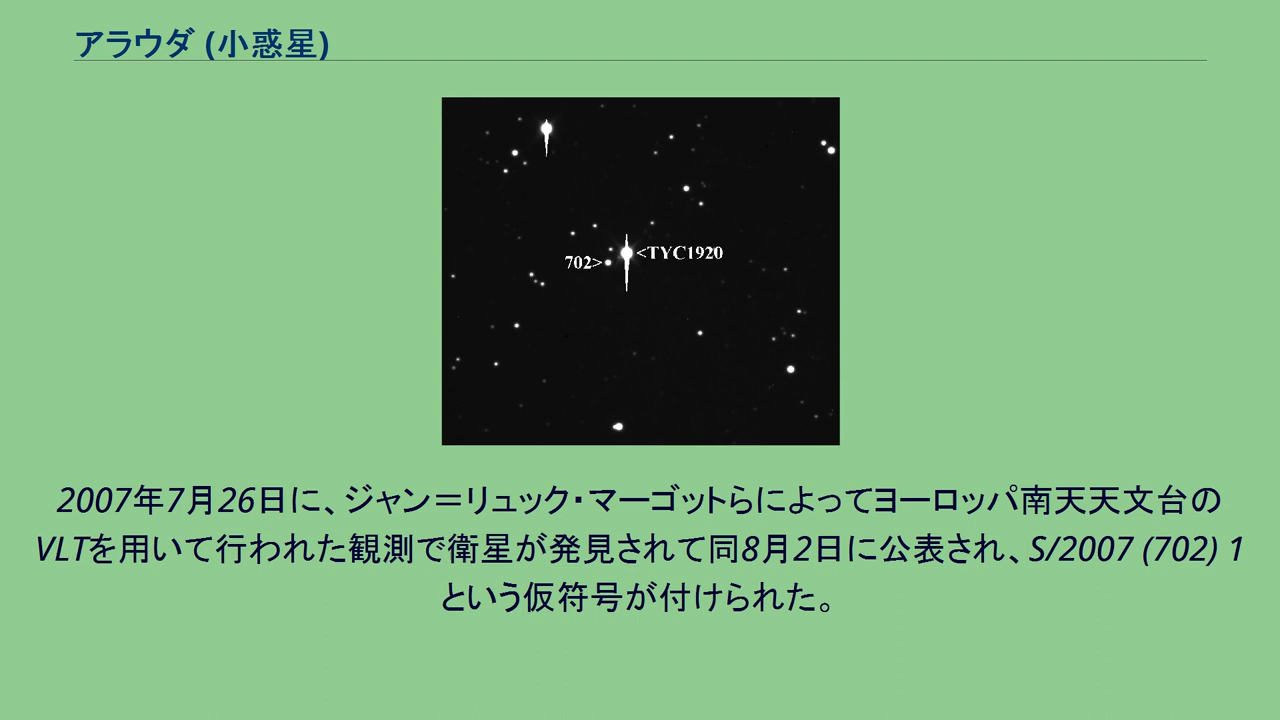 アラウダ (小惑星)
702>
<TYC1920
2007年7月26日に、ジャン＝リュック・マーゴットらによってヨーロッパ南天天文台の
VLTを用いて行われた観測で衛星が発見されて同8月2日に公表され、S/2007 (702) 1
という仮符号が付けられた。